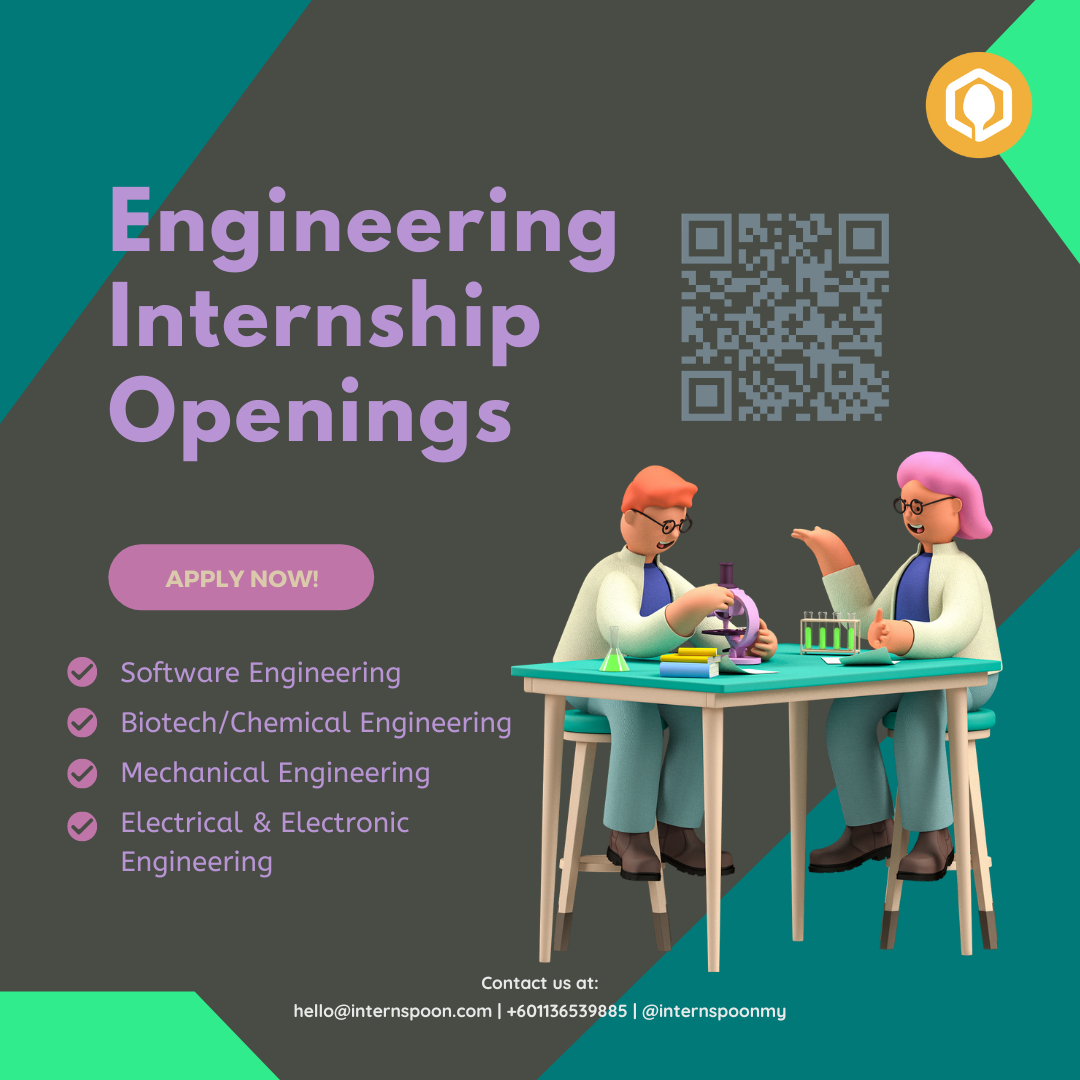 Engineering
Internship
Openings
APPLY NOW!
Software Engineering
Biotech/Chemical Engineering
Mechanical Engineering
Electrical & Electronic
Engineering
Contact us at:
hello@internspoon.com | +601136539885 | @internspoonmy